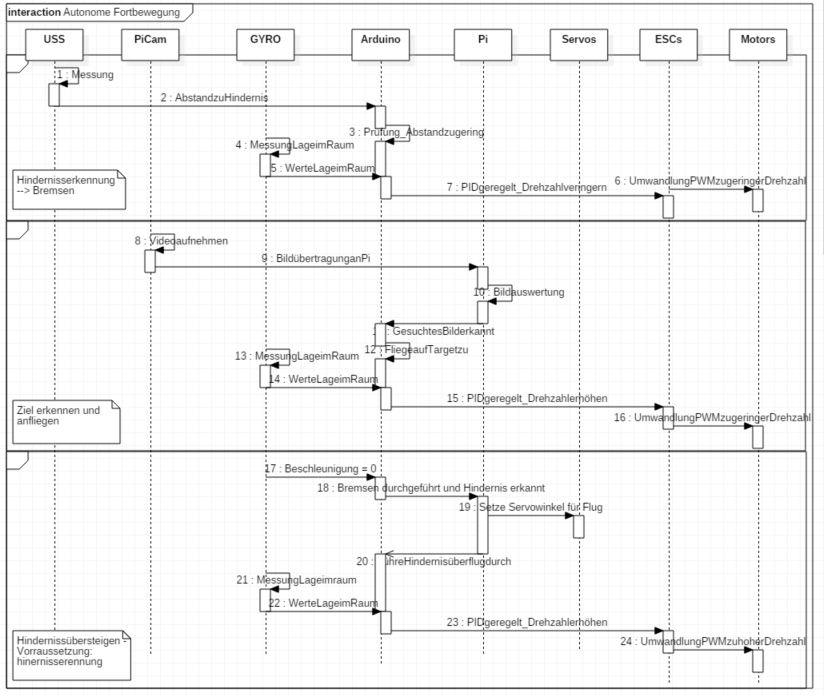 interaction Autonome Fortbewegung
USS PiCam GYRO Arduino Pi Servos ESCs Motors
1 : Messung
2 : AbstandzuHindernis
3 : Prüfung_Abstandzugering
4 : MessungLageimRaum
5 : WerteLageimRaum
6 : UmwandlungPWMzugeringerDrehzahl
7 : PIDgeregelt_Drehzahlverringern
Hindernisserkennung
--> Bremsen
8 : Videoaufnehmen
9 : BildübertragunganPi
10 : Bildauswertung
: GesuchtesBilderkannt
12 : FliegeaufTargetzu
13 : MessungLageimRaum
14 : WerteLageimRaum
15 : PIDgeregelt_Drehzahlerhöhen
16 : UmwandlungPWMzugeringerDrehzahl
Ziel erkennen und
anfliegen
17 : Beschleunigung = 0
18 : Bremsen durchgeführt und Hindernis erkannt
19 : Setze Servowinkel für Flug
20 : ühreHindernisüberflugdurch
21 : MessungLageimraum
22 : WerteLageimRaum
23 : PIDgeregelt_Drehzahlerhöhen
24 : UmwandlungPWMzuhoherDrehzahl
Hindernissübersteigen -
Vorraussetzung:
hinernisserennung